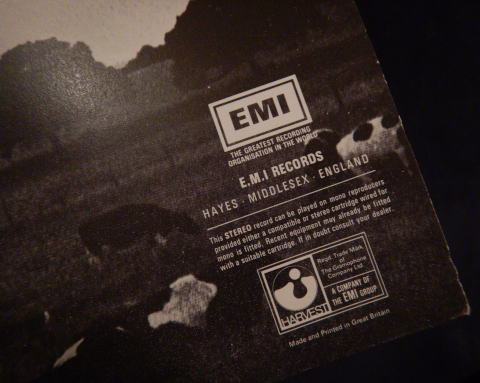 EMI
THE GREATEST RECORDING
ORGANISATION IN THE WORLD
E.M.I RECORDS
HAYES · MIDDLESEX · ENGLAND
This STEREO record can be played on mono reproducers
provided either a compatible or stereo cartridge wired for
mono is fitted. Recent equipment may already be fitted
with a suitable cartridge. If in doubt consult your dealer.
HARVEST
Regd. Trade Mark
of The Gramophone
Company Ltd.
A COMPANY OF
THE EMI GROUP
Made and Printed in Great Britain